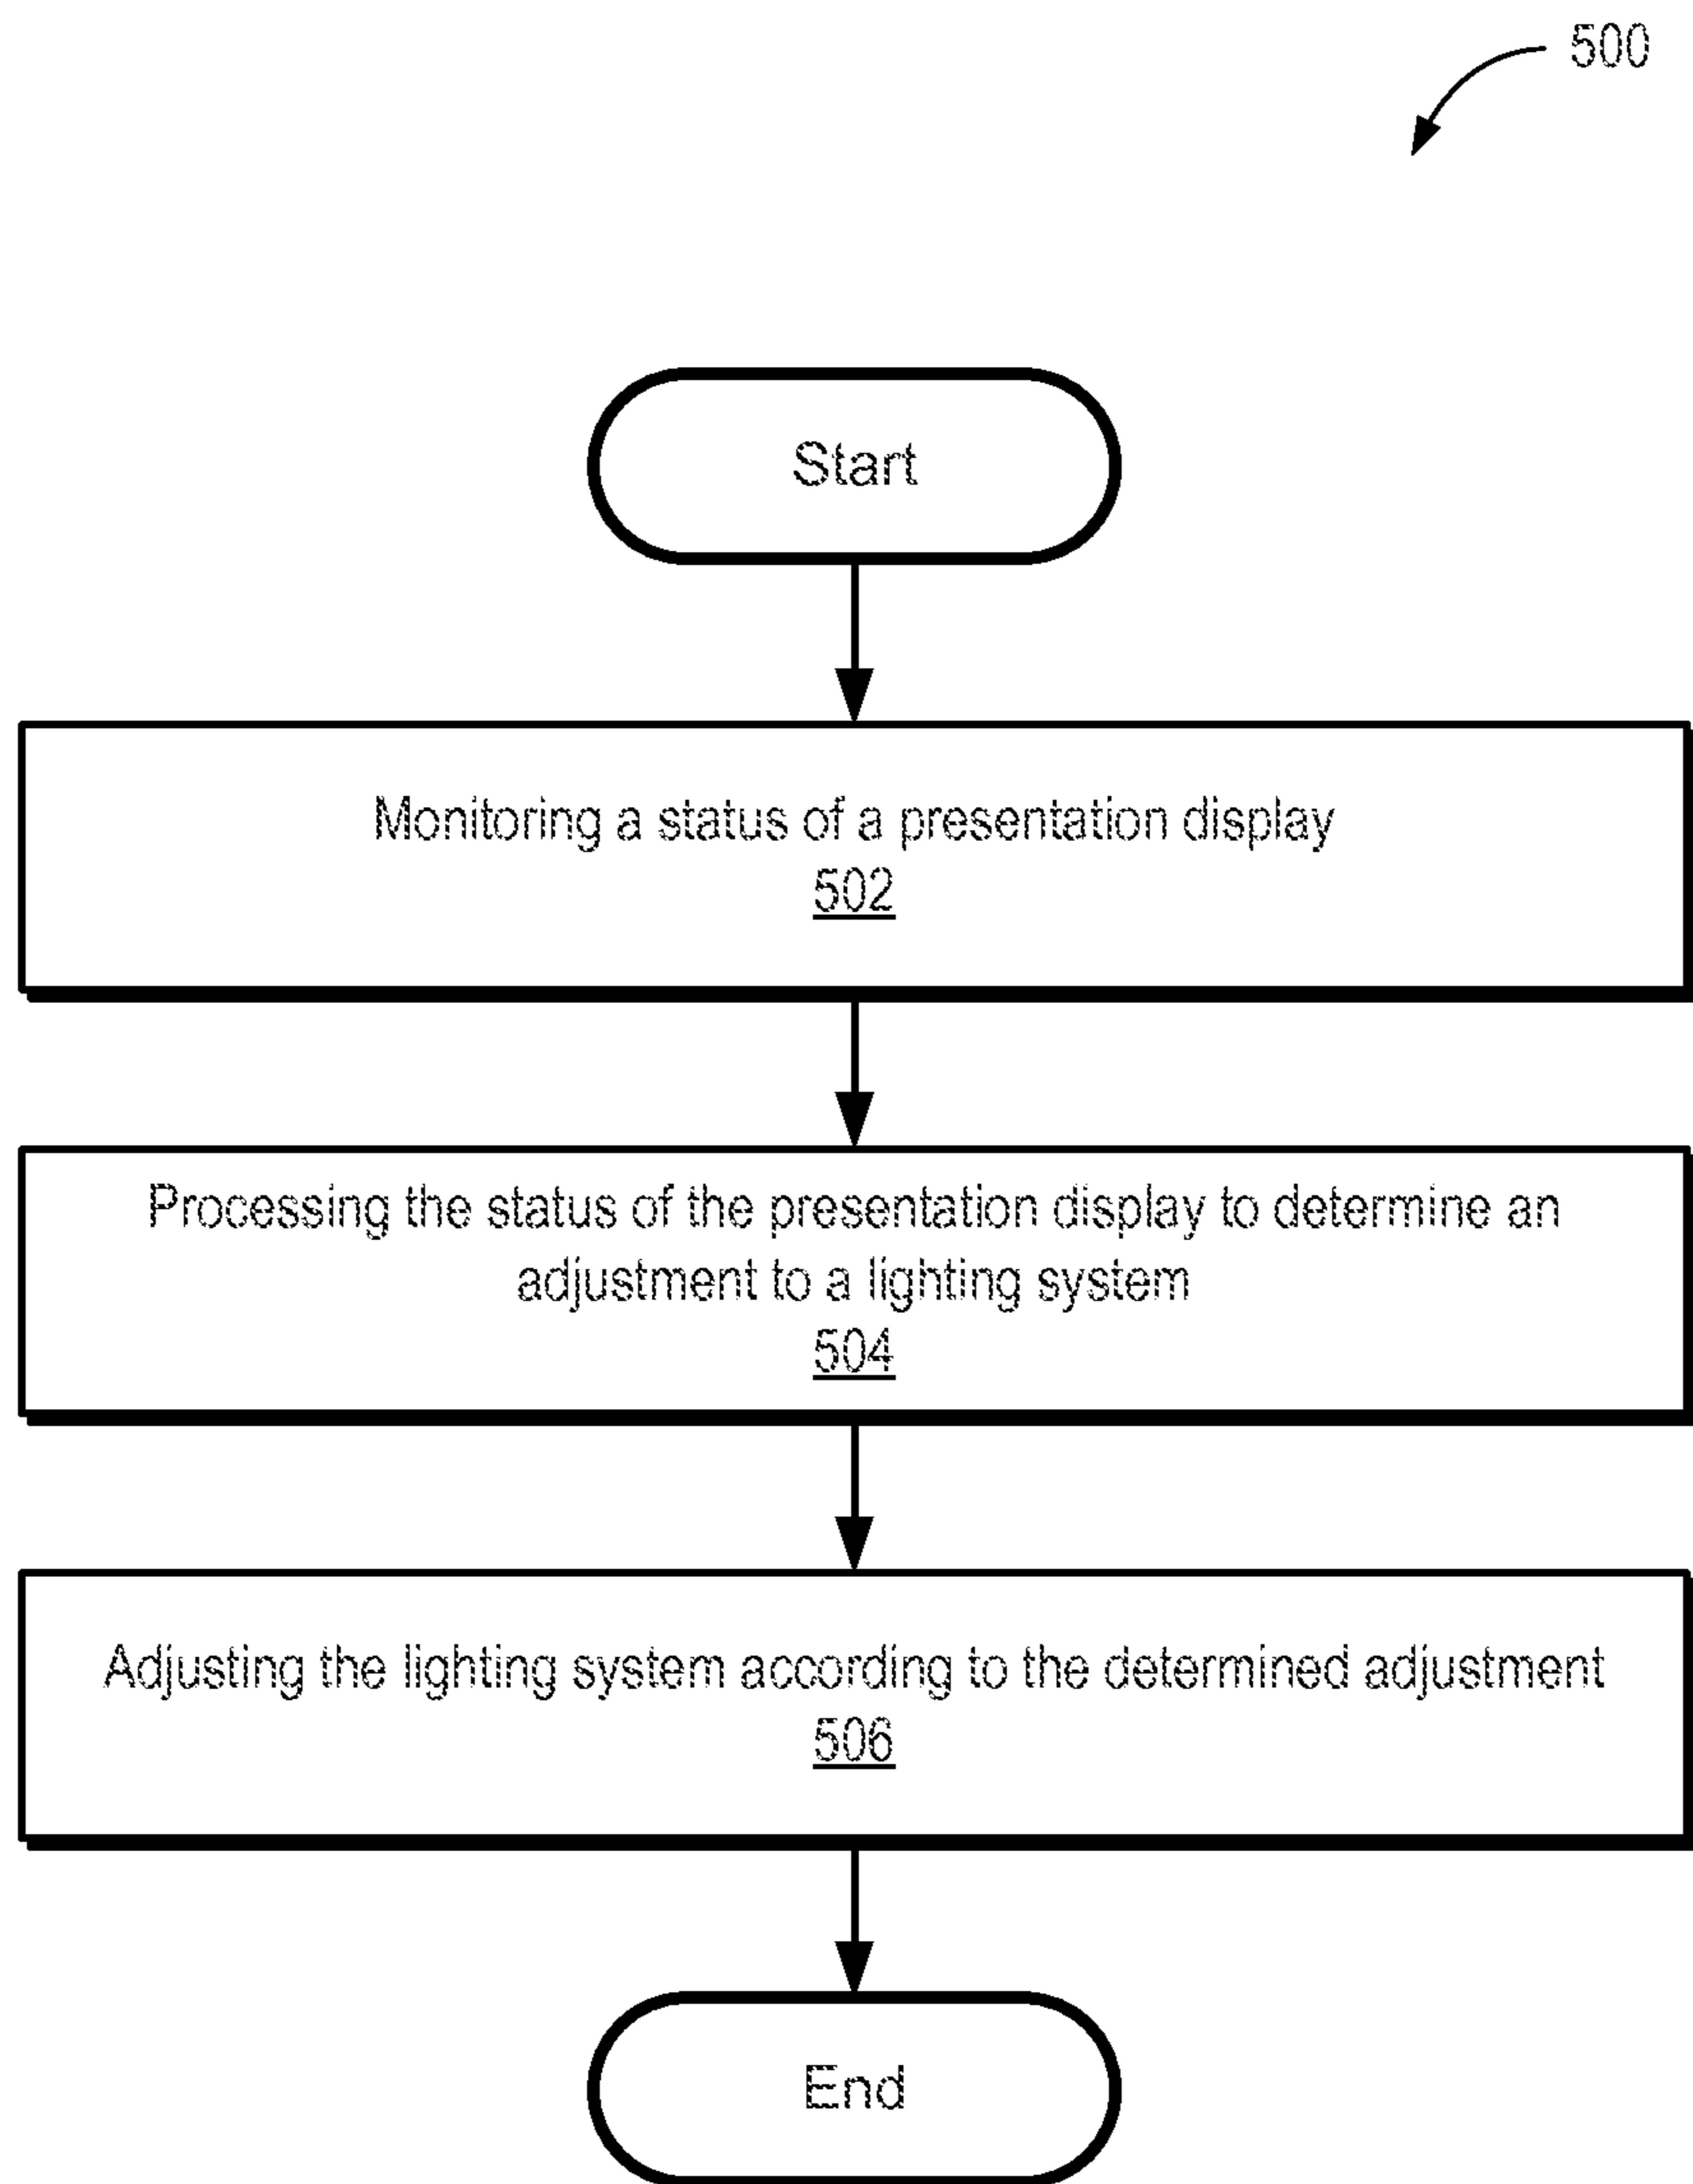 500
Start
Monitoring a status of a presentation display
502
Processing the status of the presentation display to determine an
adjustment to a lighting system
504
Adjusting the lighting system according to the determined adjustment
506
End